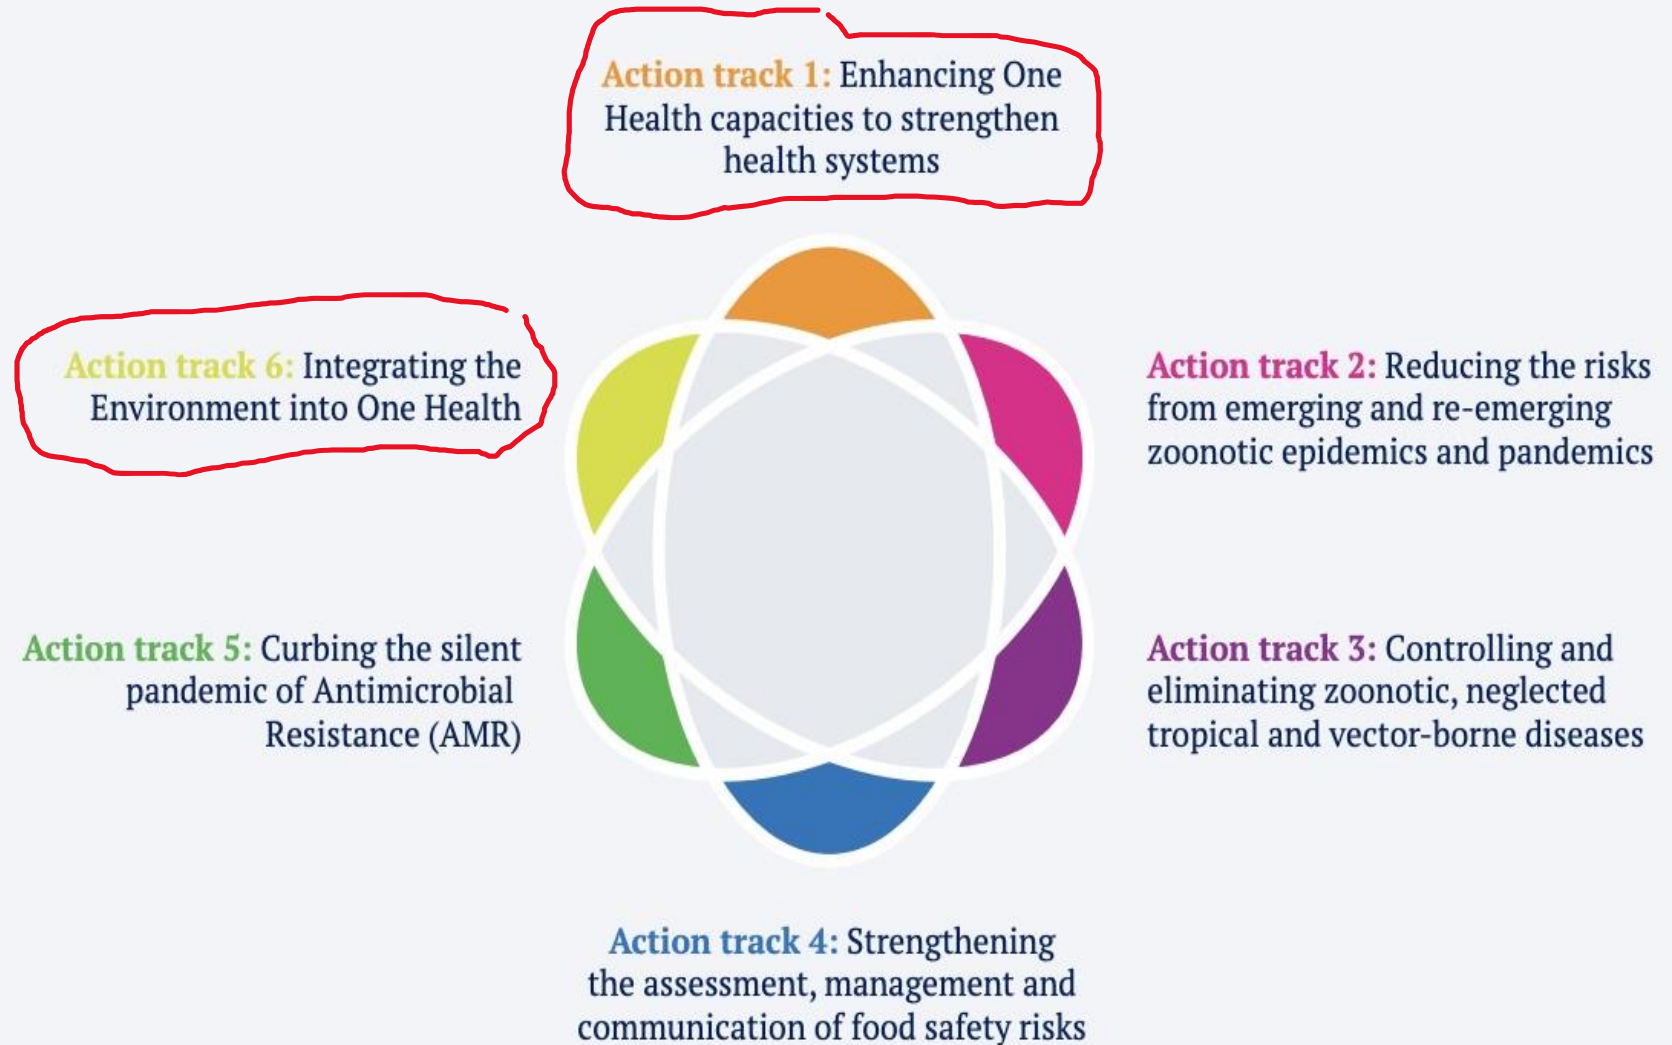 Action track 1: Enhancing One
Health capacities to strengthen
health systems
Action track 6: Integrating the
Environment into One Health
Action track 2: Reducing the risks
from emerging and re-emerging
zoonotic epidemics and pandemics
Action track 5: Curbing the silent
pandemic of Antimicrobial
Resistance (AMR)
Action track 3: Controlling and
eliminating zoonotic, neglected
tropical and vector-borne diseases
Action track 4: Strengthening
the assessment, management and
communication of food safety risks